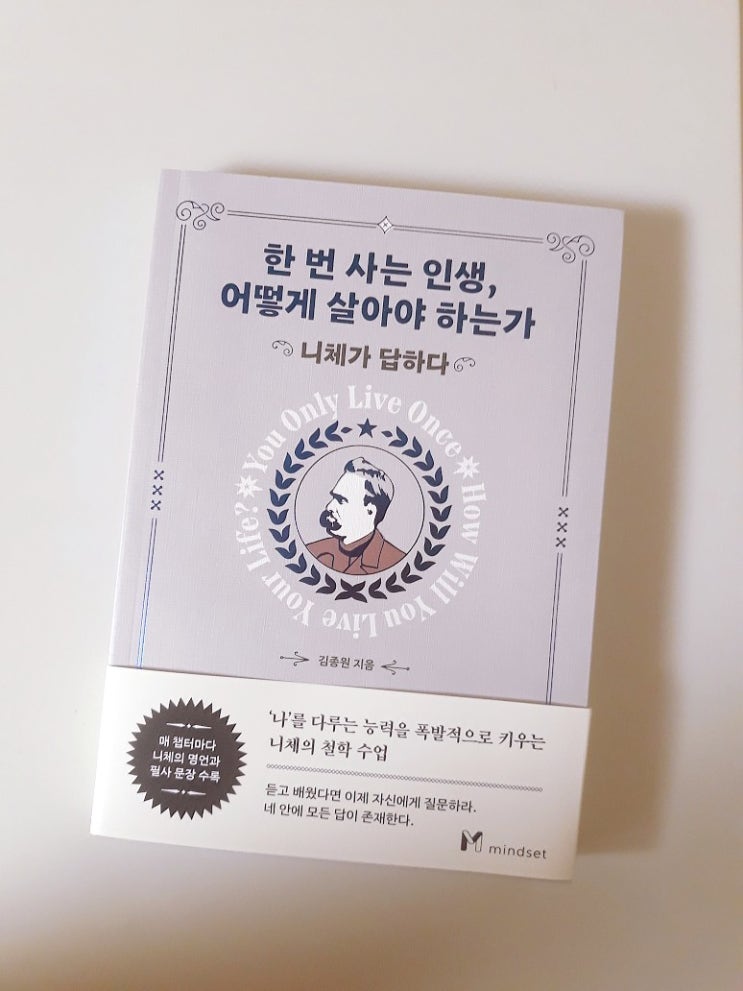 한 번 사는 인생,
어떻게 살아야 하는가
니체가 답하다
You Only Live Once
How Will You Live Your Life?
김종원 지음
매 챕터마다
니체의 명언과
필사 문장 수록
‘나’를 다루는 능력을 폭발적으로 키우는
니체의 철학 수업
듣고 배웠다면 이제 자신에게 질문하라.
네 안에 모든 답이 존재한다.
mindset